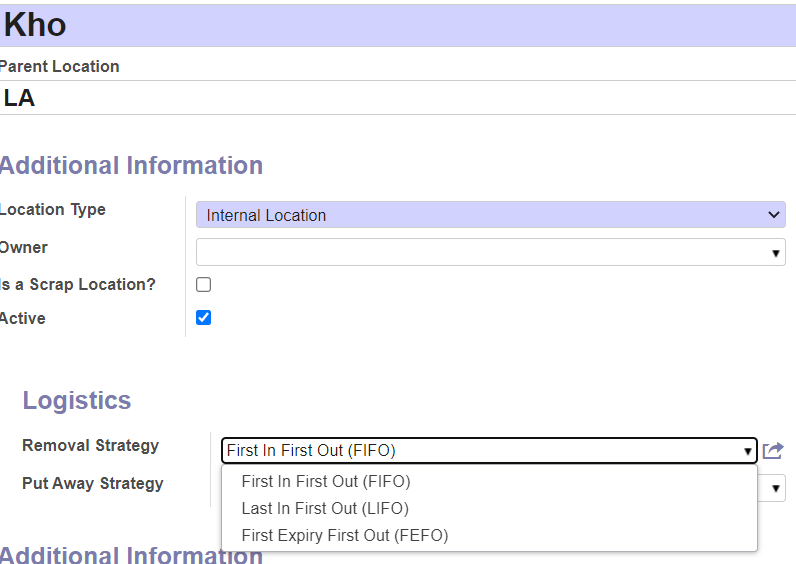 Kho
Parent Location
LA
Additional Information
Location Type
Internal Location
Owner
Is a Scrap Location?
Active
Logistics
Removal Strategy
First In First Out (FIFO)
Put Away Strategy
First In First Out (FIFO)
Last In First Out (LIFO)
First Expiry First Out (FEFO)
Additional Information